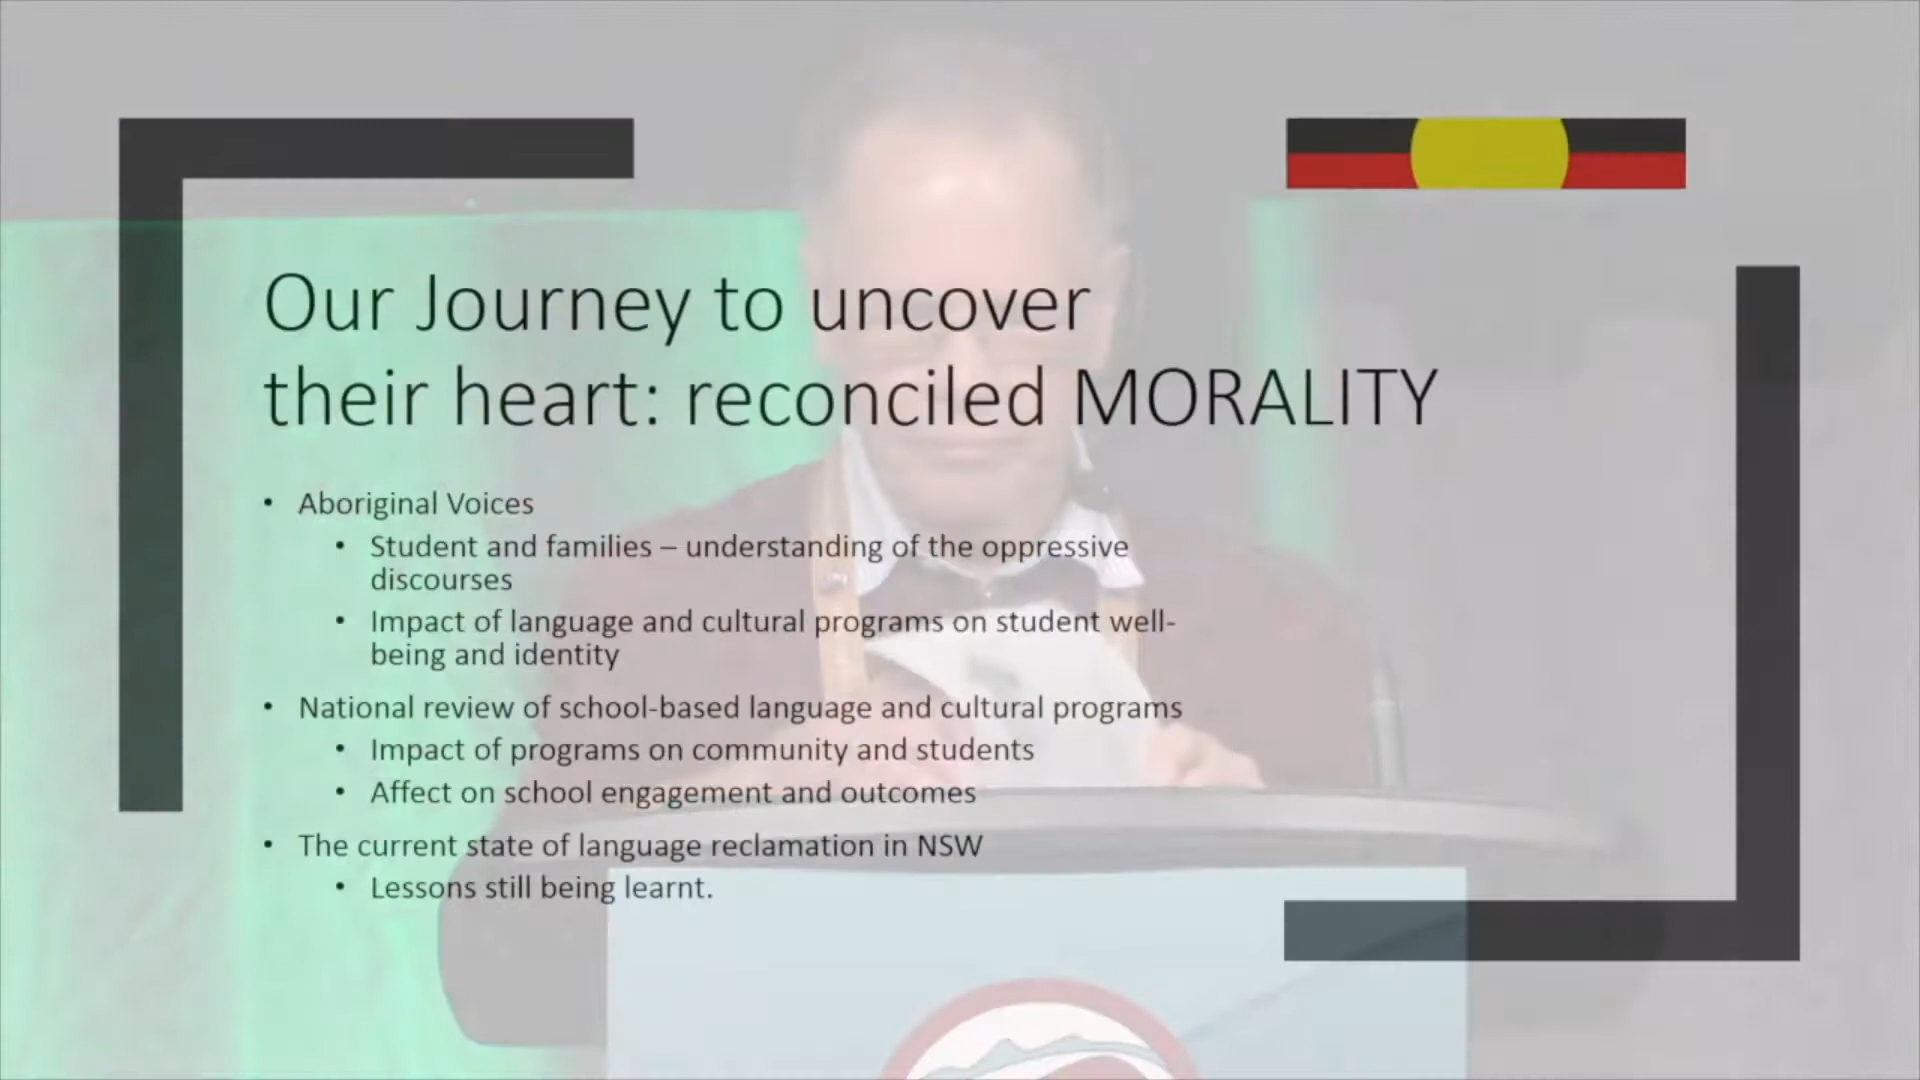 Our Journey to uncover
their heart: reconciled MORALITY
• Aboriginal Voices
• Student and families – understanding of the oppressive
discourses
• Impact of language and cultural programs on student well-
being and identity
• National review of school-based language and cultural programs
• Impact of programs on community and students
• Affect on school engagement and outcomes
• The current state of language reclamation in NSW
• Lessons still being learnt.